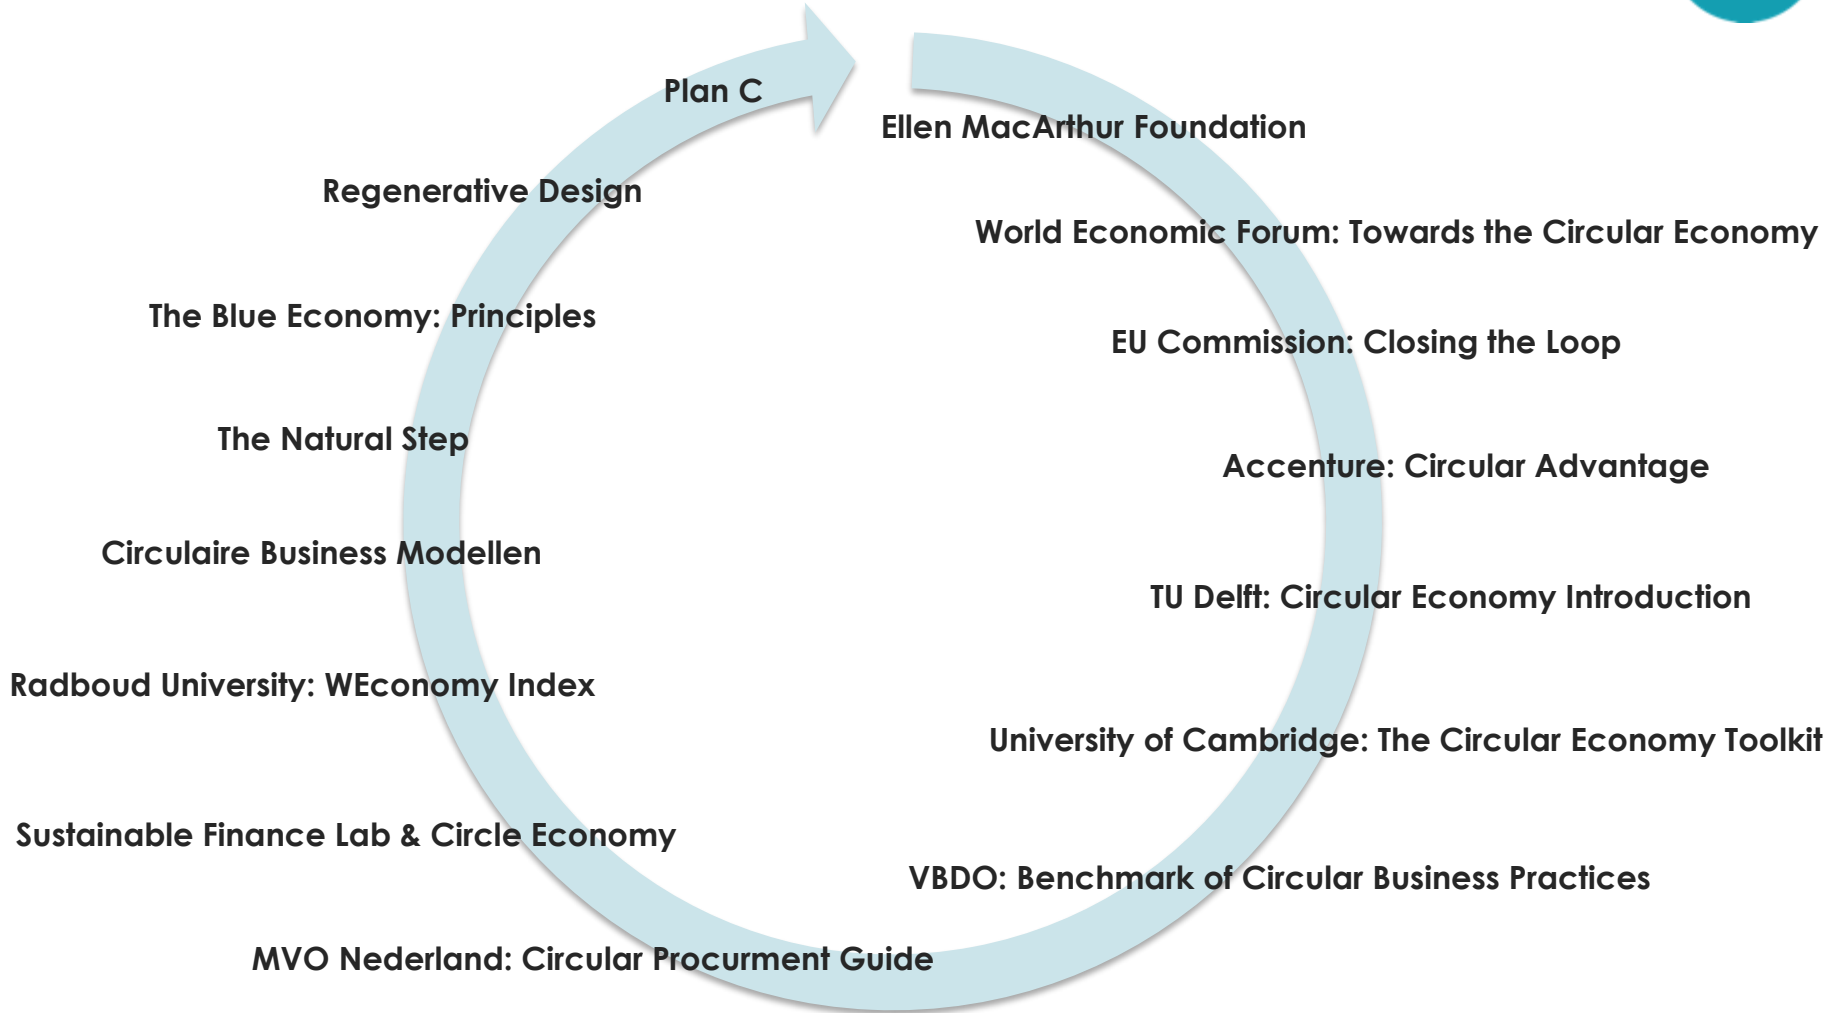 Plan C
Ellen MacArthur Foundation
Regenerative Design
World Economic Forum: Towards the Circular Economy
The Blue Economy: Principles
EU Commission: Closing the Loop
The Natural Step
Accenture: Circular Advantage
Circulaire Business Modellen
TU Delft: Circular Economy Introduction
Radboud University: WEconomy Index
University of Cambridge: The Circular Economy Toolkit
Sustainable Finance Lab & Circle Economy
VBDO: Benchmark of Circular Business Practices
MVO Nederland: Circular Procurment Guide